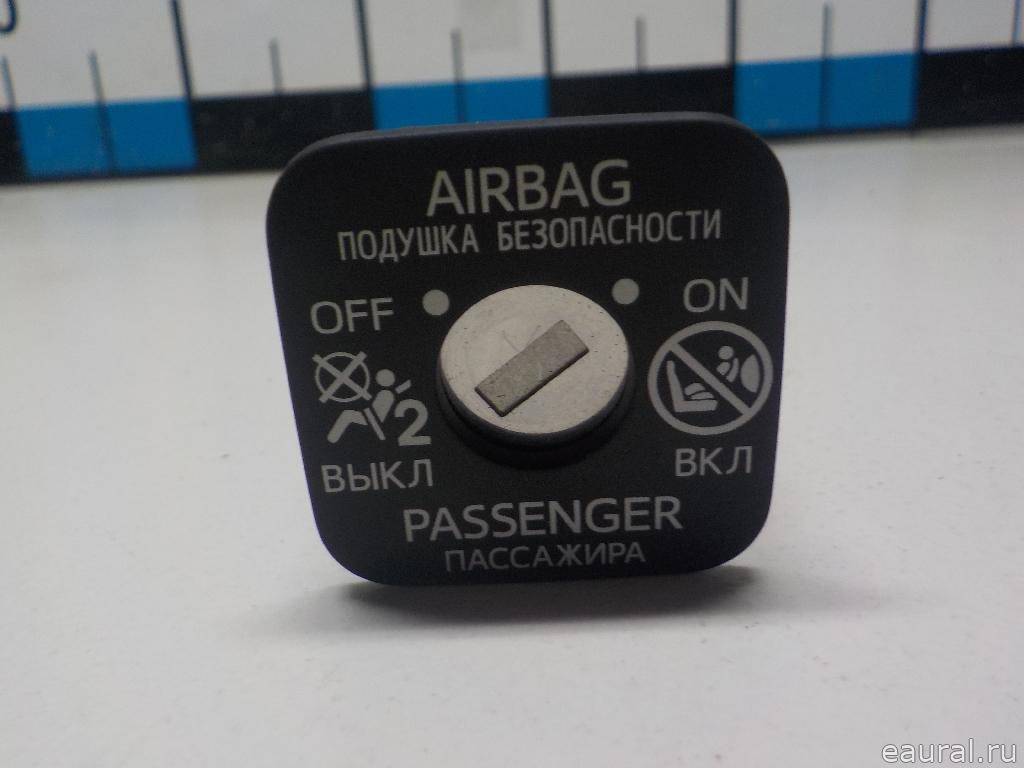 AIRBAG
ПОДУШКА БЕЗОПАСНОСТИ
OFF
ON
2
ВЫКЛ
ВКЛ
PASSENGER
ПАССАЖИРА
eaural.ru